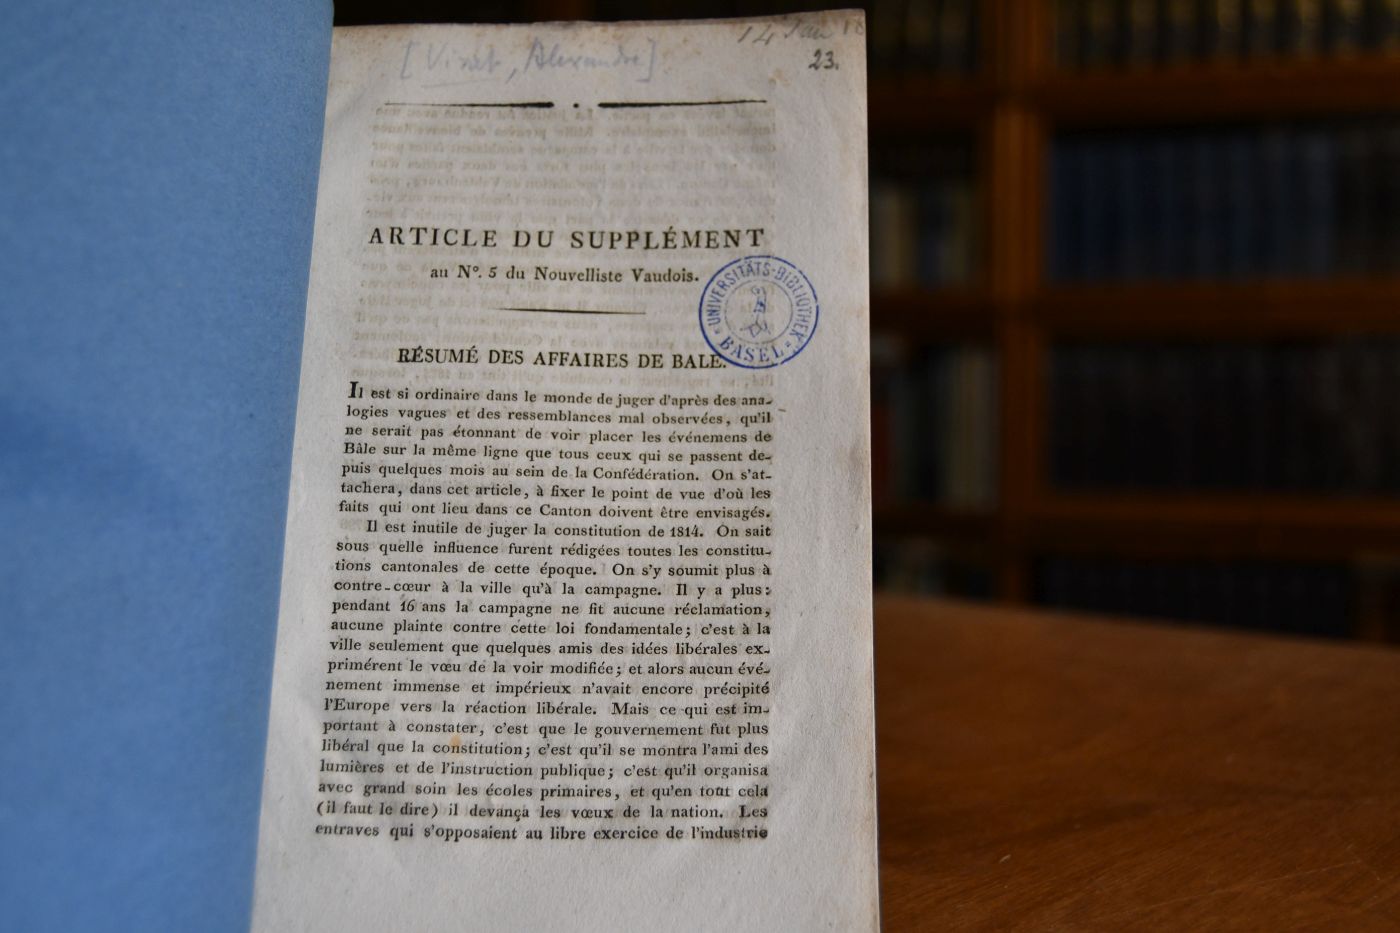 [Vinet, Alexandre].
14 Jan 18
23.
ARTICLE DU SUPPLÉMENT
au N°. 5 du Nouvelliste Vaudois.
UNIVERSITÄTS-BIBLIOTHEK
BASEL
RÉSUMÉ DES AFFAIRES DE BALE.
Il est si ordinaire dans le monde de juger d'après des ana-
logies vagues et des ressemblances mal observées, qu'il
ne serait pas étonnant de voir placer les événemens de
Bâle sur la même ligne que tous ceux qui se passent de-
puis quelques mois au sein de la Confédération. On s'at-
tachera, dans cet article, à fixer le point de vue d'où les
faits qui ont lieu dans ce Canton doivent être envisagés.
Il est inutile de juger la constitution de 1814. On sait
sous quelle influence furent rédigées toutes les constitu-
tions cantonales de cette époque. On s'y soumit plus à
contre-cœur à la ville qu'à la campagne. Il y a plus:
pendant 16 ans la campagne ne fit aucune réclamation,
aucune plainte contre cette loi fondamentale; c'est à la
ville seulement que quelques amis des idées libérales ex-
primérent le vœu de la voir modifiée; et alors aucun évé-
nement immense et impérieux n'avait encore précipité
l'Europe vers la réaction libérale. Mais ce qui est im-
portant à constater, c'est que le gouvernement fut plus
libéral que la constitution; c'est qu'il se montra l'ami des
lumières et de l'instruction publique; c'est qu'il organisa
avec grand soin les écoles primaires, et qu'en tout cela
(il faut le dire) il devança les vœux de la nation. Les
entraves qui s'opposaient au libre exercice de l'industrie